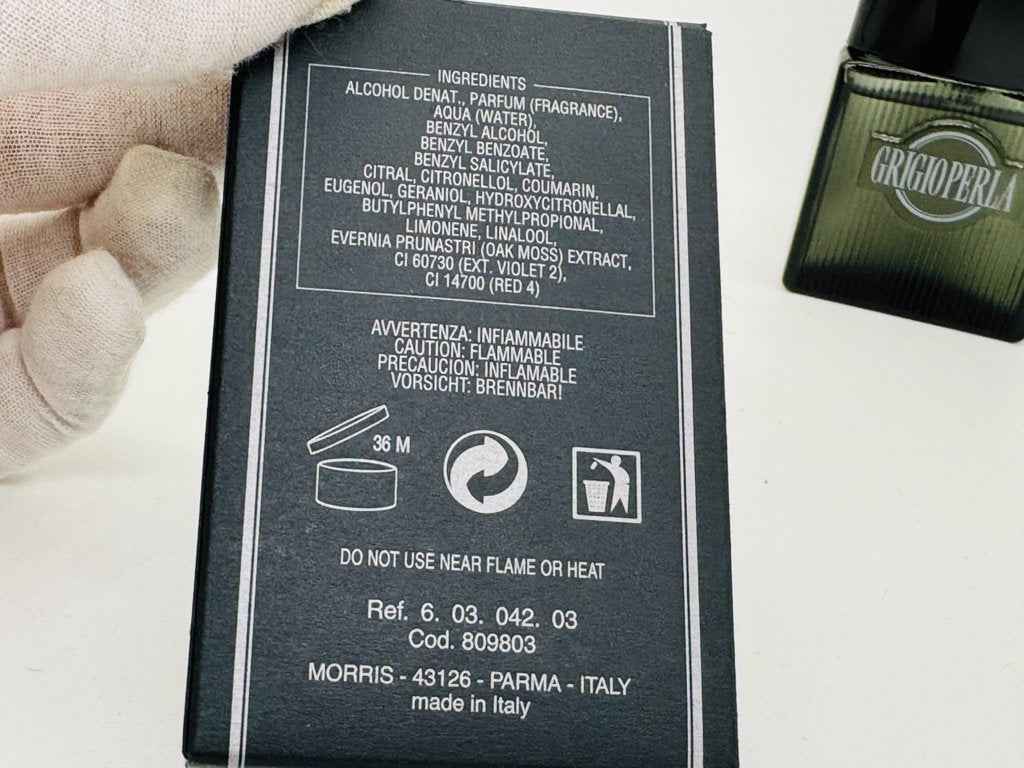 INGREDIENTS
ALCOHOL DENAT., PARFUM (FRAGRANCE),
AQUA (WATER),
BENZYL ALCOHOL,
BENZYL BENZOATE,
BENZYL SALICYLATE,
CITRAL, CITRONELLOL, COUMARIN,
EUGENOL, GERANIOL, HYDROXYCITRONELLAL,
BUTYLPHENYL METHYLPROPIONAL,
LIMONENE, LINALOOL,
EVERNIA PRUNASTRI (OAK MOSS) EXTRACT,
CI 60730 (EXT. VIOLET 2),
CI 14700 (RED 4)
AVVERTENZA: INFIAMMABILE
CAUTION: FLAMMABLE
PRECAUCION: INFLAMABLE
VORSICHT: BRENNBAR!
36 M
DO NOT USE NEAR FLAME OR HEAT
Ref. 6. 03. 042. 03
Cod. 809803
MORRIS - 43126 - PARMA - ITALY
made in Italy
GRIGIOPERLA